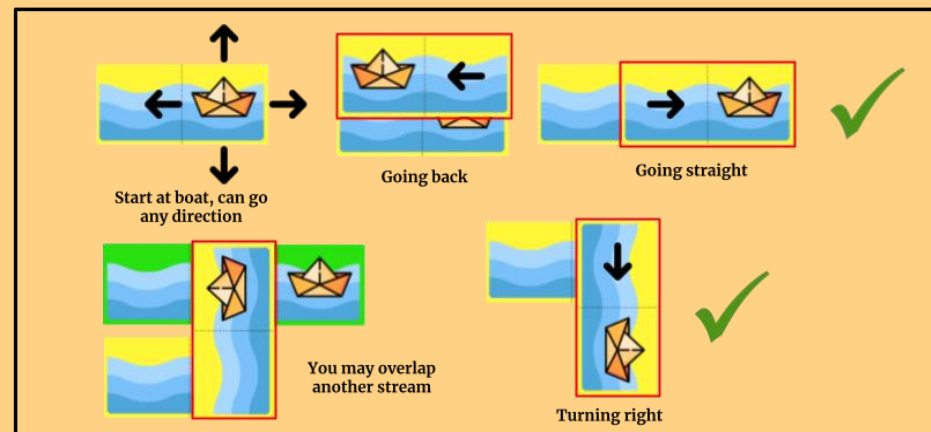 Start at boat, can go
any direction
Going back
Going straight
You may overlap
another stream
Turning right